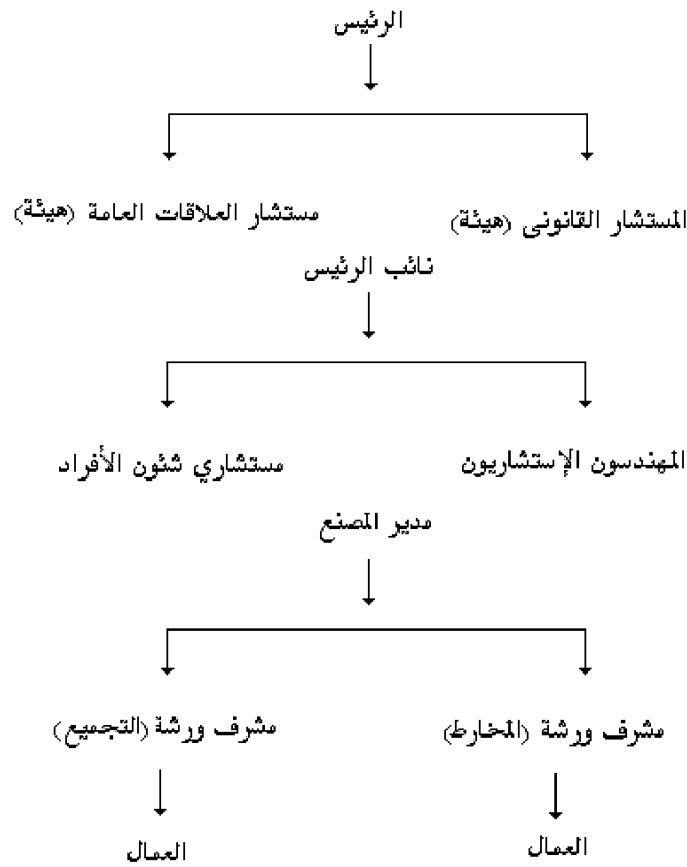 الرئيس
المستشار القانونى (هيئة)
مستشار العلاقات العامة (هيئة)
نائب الرئيس
المهندسون الإستشاريون
مستشاري شئون الأفراد
مدير المصنع
مشرف ورشة (المخارط)
مشرف ورشة (التجميع)
العمال
العمال